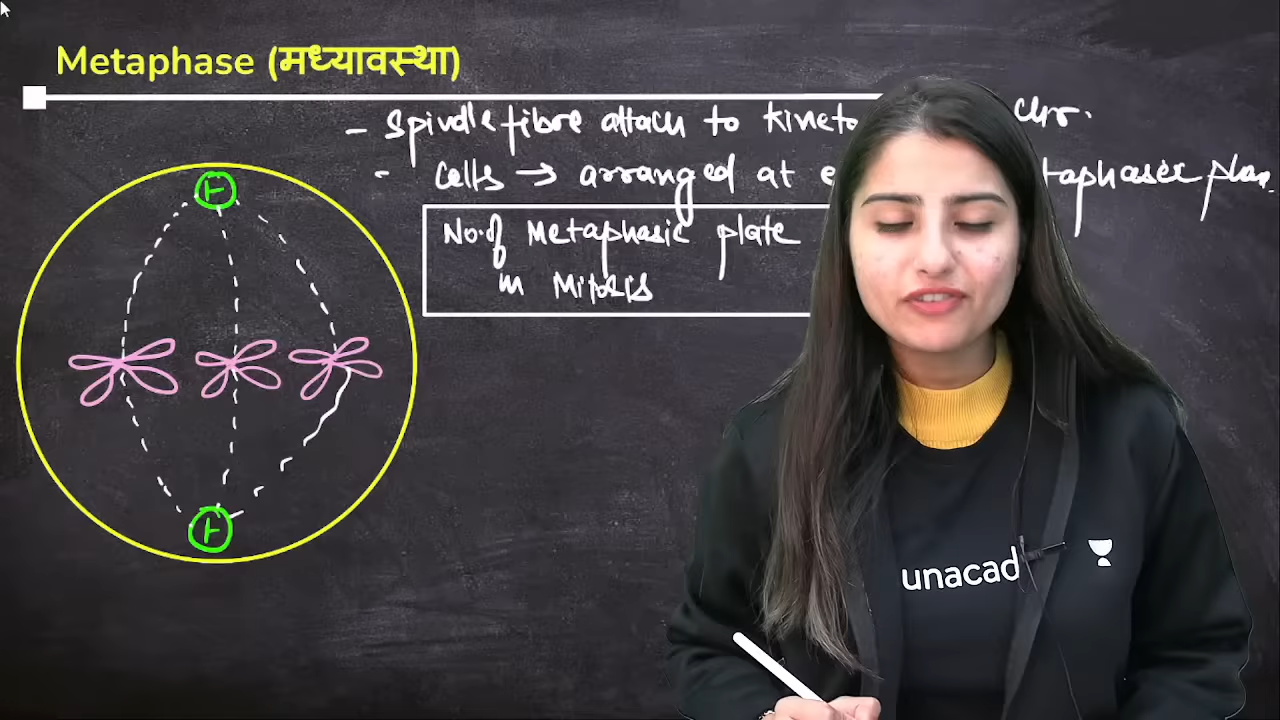 Metaphase (मध्यावस्था)
- Spindle fibre attach to kineto chr.
- Cells → arranged at e taphasic plan
No. of Metaphasic plate
in Mitosis
unacad